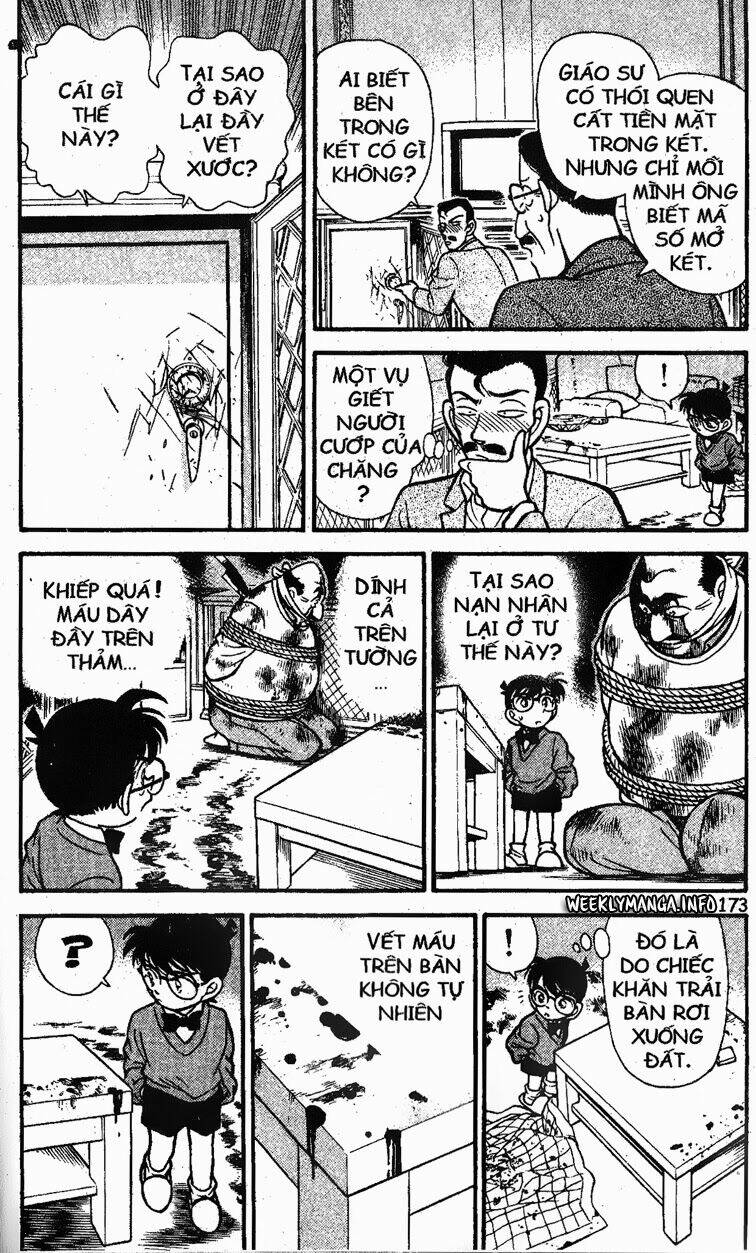 TẠI SAO
Ở ĐÂY
LẠI ĐẦY
VẾT
XƯỚC?
CÁI GÌ
THẾ
NÀY?
GIÁO SƯ
CÓ THÓI QUEN
CẤT TIỀN MẶT
TRONG KÉT.
NHƯNG CHỈ MỒI
MÌNH ÔNG
BIẾT MÃ
SỐ MỞ
KÉT.
AI BIẾT
BÊN
TRONG
KÉT CÓ GÌ
KHÔNG?
MỘT VỤ
GIẾT
NGƯỜI
CƯỚP CỦA
CHĂNG
?
!
KHIẾP QUÁ!
MÁU DÂY
ĐẦY TRÊN
THẢM...
DÍNH
CẢ
TRÊN
TƯỜNG
...
TẠI SAO
NẠN NHÂN
LẠI Ở TƯ
THẾ NÀY?
WEEKLYMANGA.INFO 173
?
VẾT MÁU
TRÊN BÀN
KHÔNG TỰ
NHIÊN
!
ĐÓ LÀ
DO CHIẾC
KHĂN TRẢI
BÀN RƠI
XUỐNG
ĐẤT.